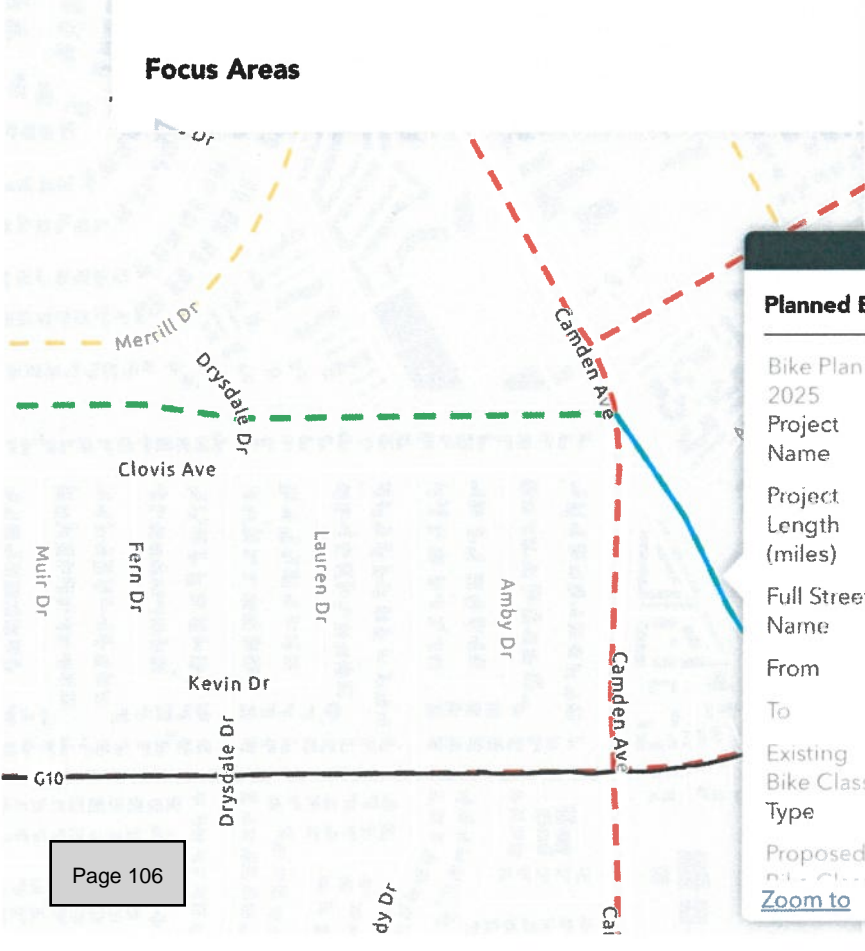 Focus Areas
Dr
Merrill Dr
Camden Ave
Drysdale Dr
Clovis Ave
Muir Dr
Fern Dr
Lauren Dr
Amby Dr
Kevin Dr
Camden Ave
Drysdale Dr
G10
dy Dr
Cal
Page 106
Planned B
Bike Plan
2025
Project
Name
Project
Length
(miles)
Full Street
Name
From
To
Existing
Bike Class
Type
Proposed
Zoom to